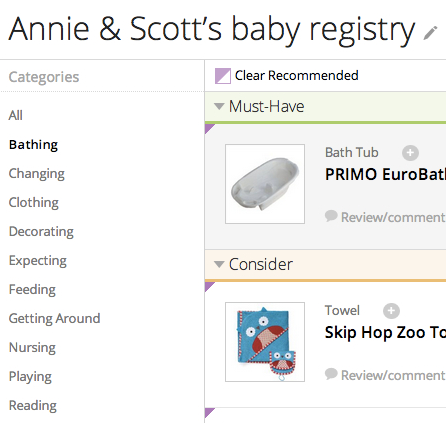 Annie & Scott's baby registry
Categories
All
Bathing
Changing
Clothing
Decorating
Expecting
Feeding
Getting Around
Nursing
Playing
Reading
Clear Recommended
Must-Have
Bath Tub
PRIMO EuroBath
Review/comment
Consider
Towel
Skip Hop Zoo To
Review/comment